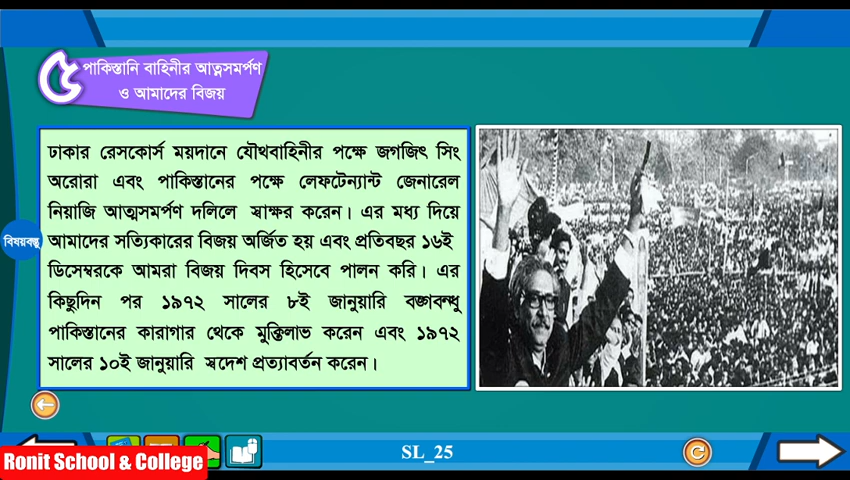 ৫
পাকিস্তানি বাহিনীর আত্নসমর্পণ
ও আমাদের বিজয়
ঢাকার রেসকোর্স ময়দানে যৌথবাহিনীর পক্ষে জগজিৎ সিং
অরোরা এবং পাকিস্তানের পক্ষে লেফটেন্যান্ট জেনারেল
নিয়াজি আত্মসমর্পণ দলিলে স্বাক্ষর করেন। এর মধ্য দিয়ে
আমাদের সত্যিকারের বিজয় অর্জিত হয় এবং প্রতিবছর ১৬ই
ডিসেম্বরকে আমরা বিজয় দিবস হিসেবে পালন করি। এর
কিছুদিন পর ১৯৭২ সালের ৮ই জানুয়ারি বঙ্গবন্ধু
পাকিস্তানের কারাগার থেকে মুক্তিলাভ করেন এবং ১৯৭২
সালের ১০ই জানুয়ারি স্বদেশ প্রত্যাবর্তন করেন।
বিষয়বস্তু
SL_25
Ronit School & College